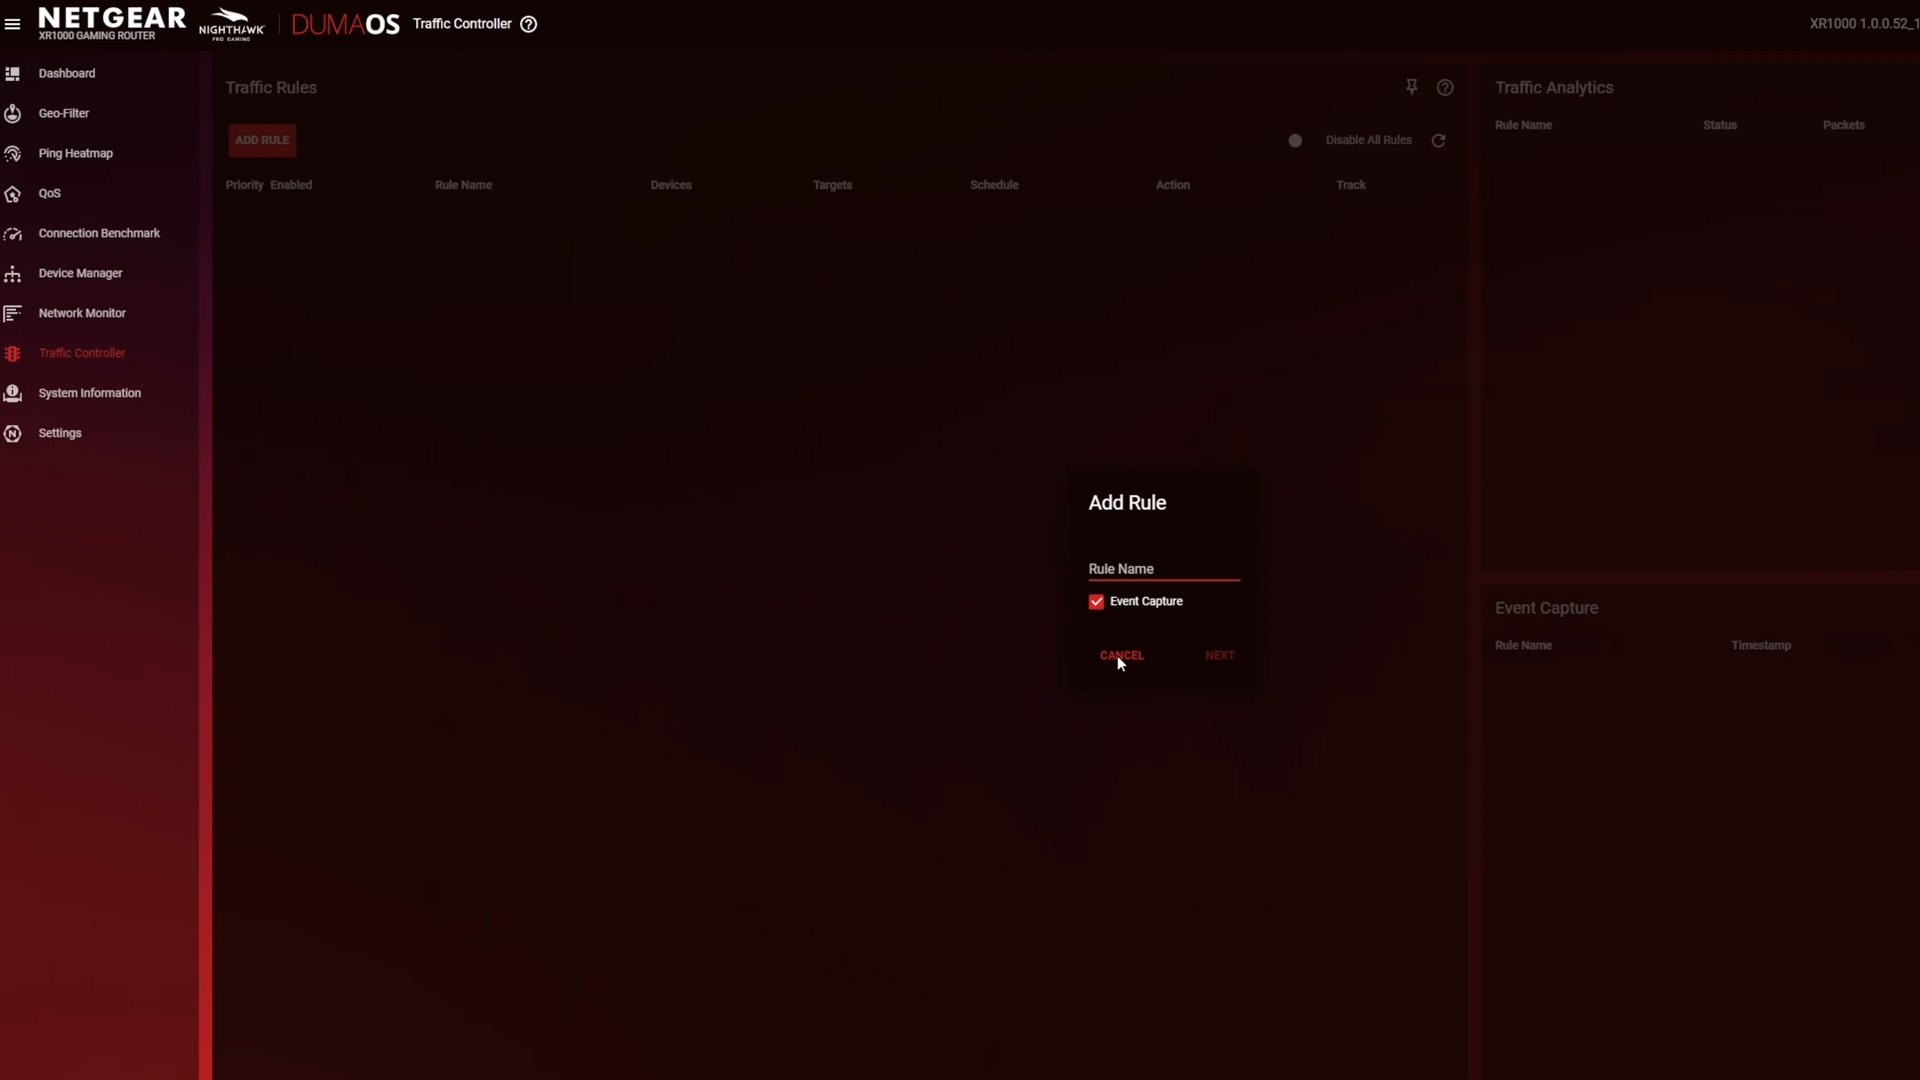 NETGEAR
XR1000 GAMING ROUTER
NIGHTHAWK
PRO GAMING
DUMAOS
Traffic Controller
XR1000 1.0.0.52_1
Dashboard
Geo-Filter
Ping Heatmap
QoS
Connection Benchmark
Device Manager
Network Monitor
Traffic Controller
System Information
Settings
Traffic Rules
ADD RULE
Disable All Rules
Priority Enabled Rule Name Devices Targets Schedule Action Track
Traffic Analytics
Rule Name Status Packets
Add Rule
Rule Name
Event Capture
CANCEL NEXT
Event Capture
Rule Name Timestamp